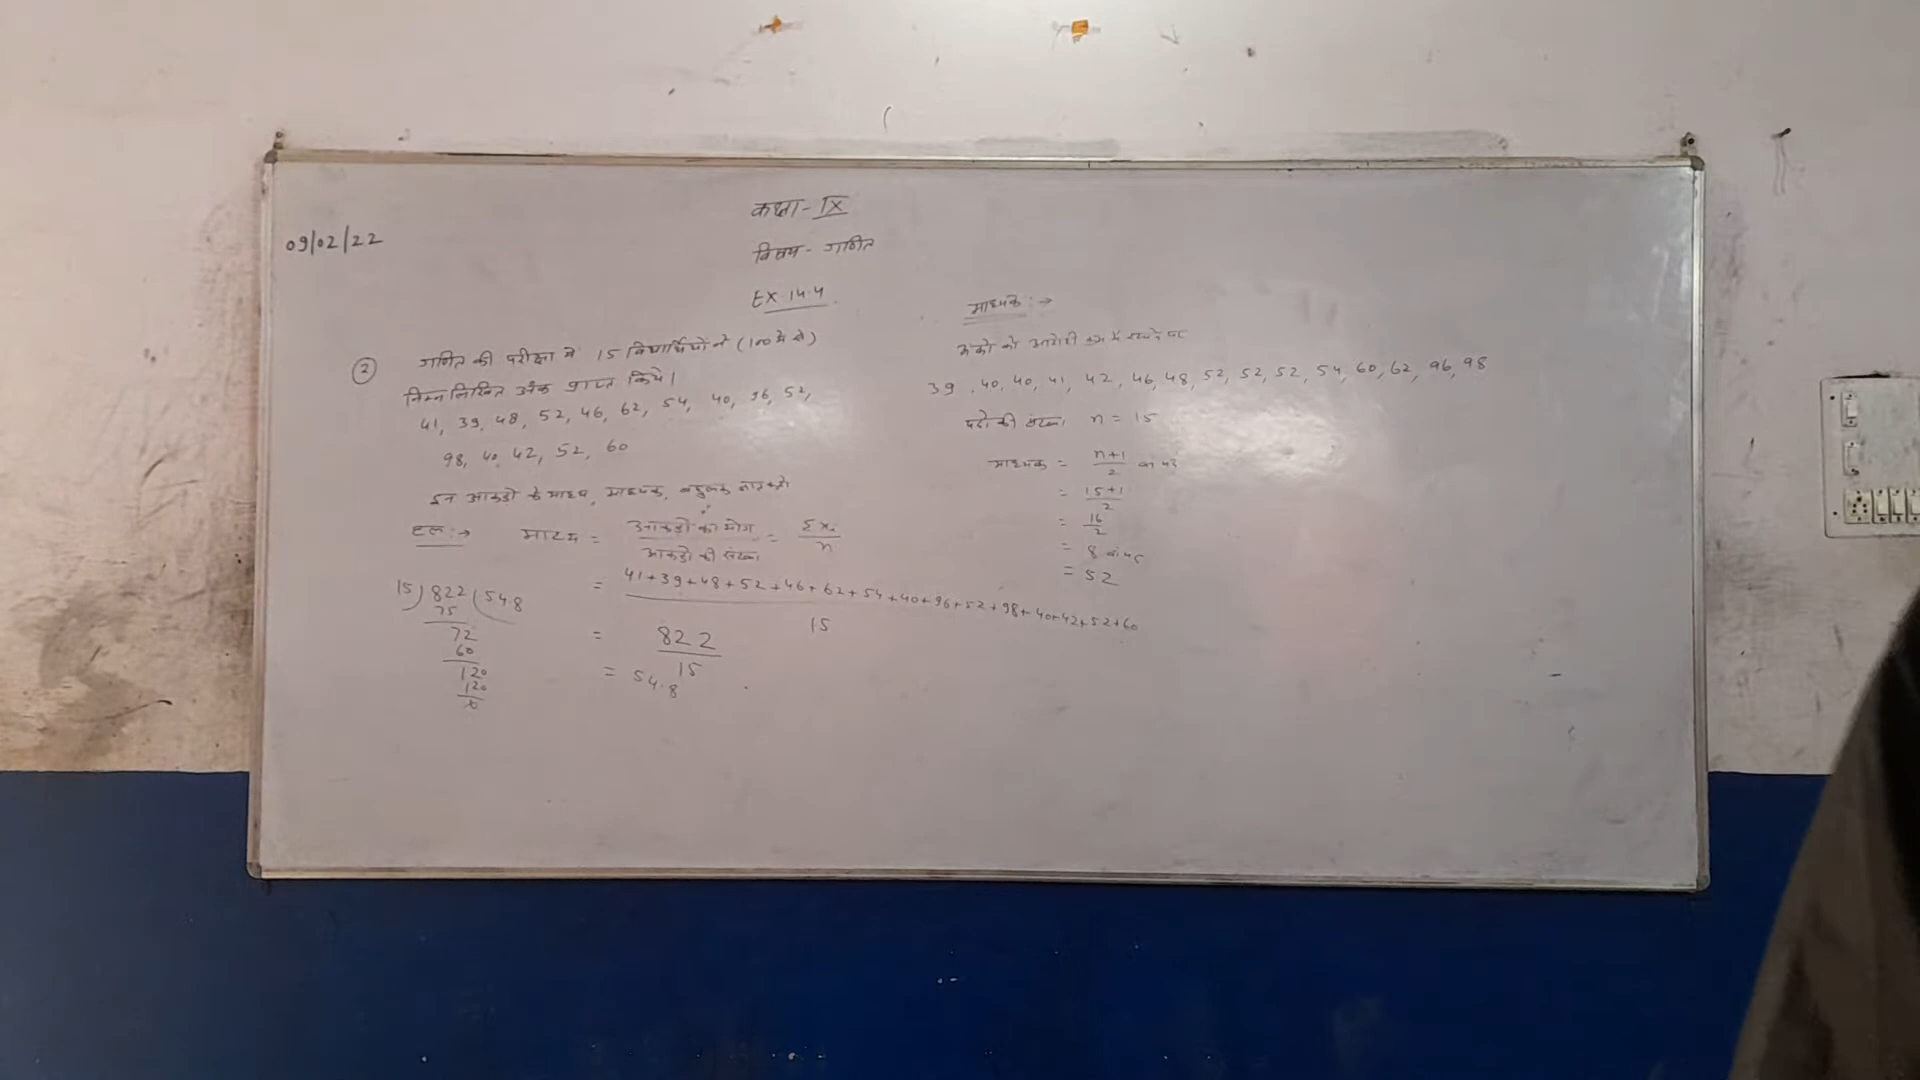 09/02/22
कक्षा - IX
विषय - गणित
EX. 14.4
② गणित की परीक्षा में 15 विद्यार्थियों ने (100 में से)
निम्न लिखित अंक प्राप्त किये।
41, 39, 48, 52, 46, 62, 54, 40, 96, 52,
98, 40, 42, 52, 60
इन आकडो के माध्य, माध्यक, बहुलक ज्ञात करो
हल :→ माध्य = आकडो का योग / आकडो की संख्या = Σxᵢ / n
= 41+39+48+52+46+62+54+40+96+52+98+40+42+52+60 / 15
= 822 / 15
= 54.8
15) 822 (54.8
75
72
60
120
120
0
माध्यक :→
अंको को आरोही क्रम में रखने पर
39, 40, 40, 41, 42, 46, 48, 52, 52, 52, 54, 60, 62, 96, 98
पदो की संख्या n = 15
माध्यक = n+1 / 2 वा पद
= 15+1 / 2
= 16 / 2
= 8 वा पद
= 52